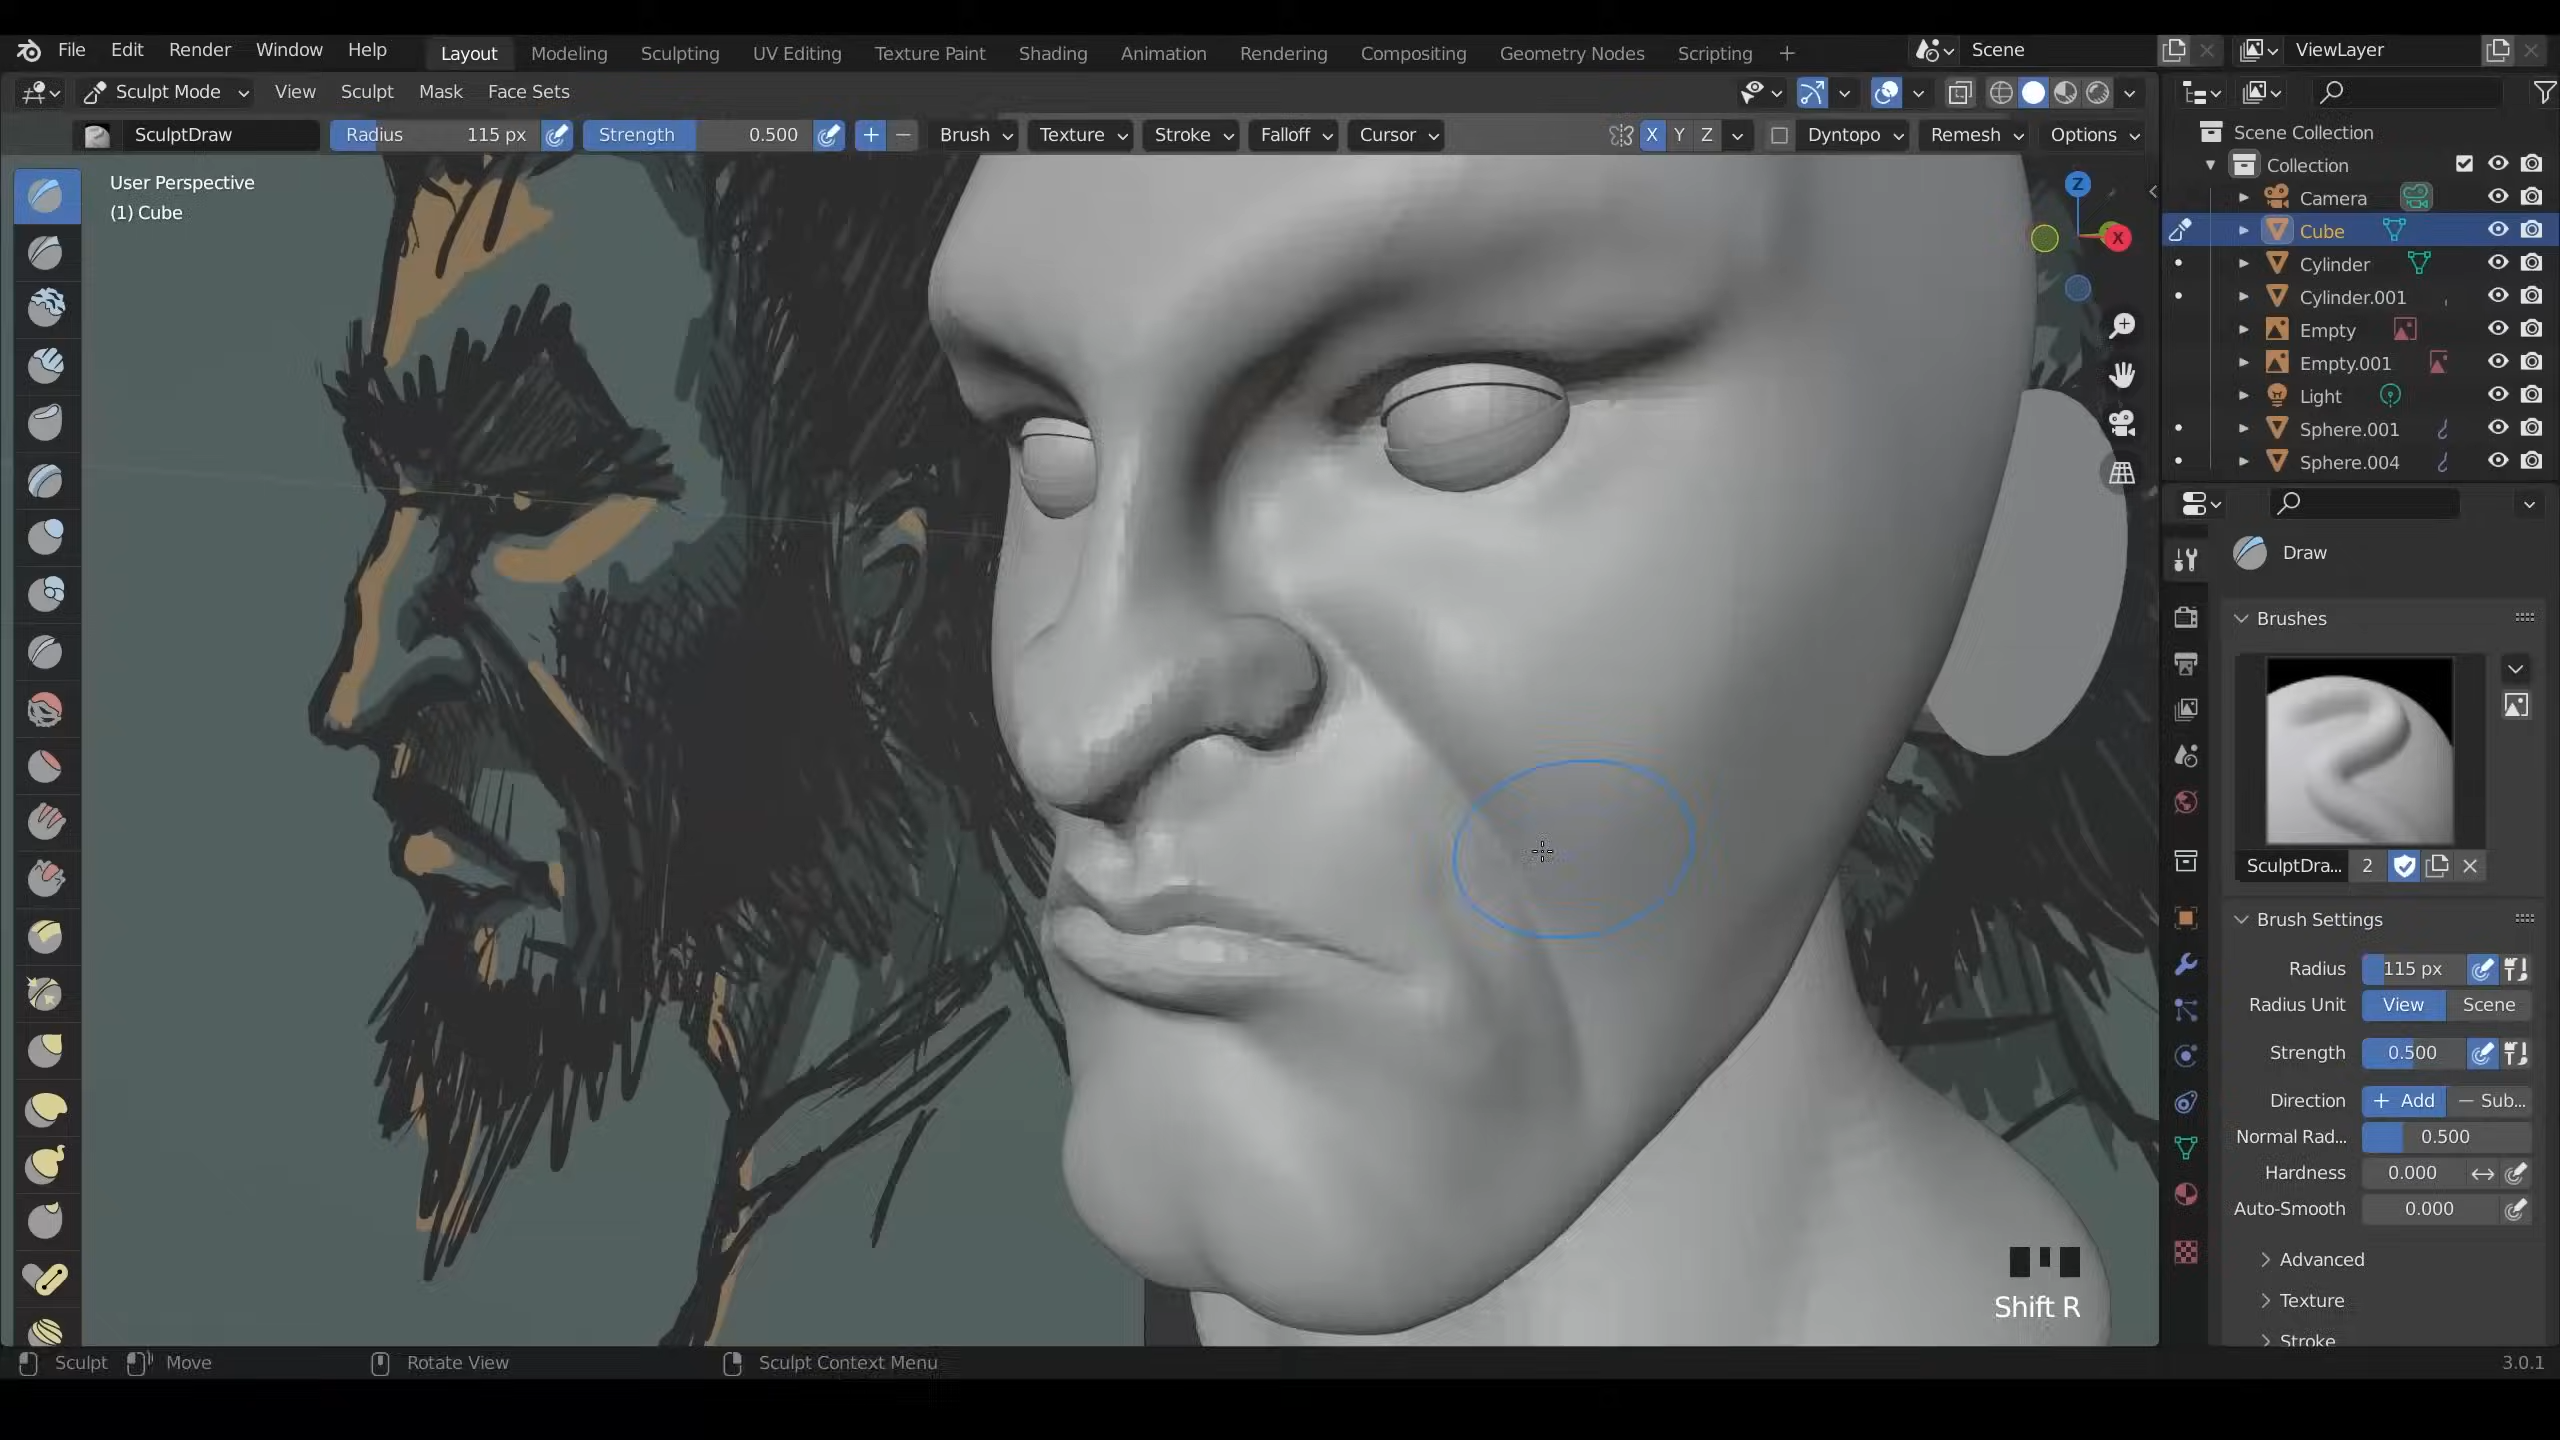 File Edit Render Window Help Layout Modeling Sculpting UV Editing Texture Paint Shading Animation Rendering Compositing Geometry Nodes Scripting + Scene ViewLayer
Sculpt Mode View Sculpt Mask Face Sets
SculptDraw Radius 115 px Strength 0.500 + − Brush Texture Stroke Falloff Cursor X Y Z Dyntopo Remesh Options
User Perspective
(1) Cube
Z
X
Scene Collection
Collection
Camera
Cube
Cylinder
Cylinder.001
Empty
Empty.001
Light
Sphere.001
Sphere.004
Draw
Brushes
SculptDra... 2
Brush Settings
Radius 115 px
Radius Unit View Scene
Strength 0.500
Direction + Add − Sub...
Normal Rad... 0.500
Hardness 0.000
Auto-Smooth 0.000
Advanced
Texture
Stroke
Shift R
Sculpt Move Rotate View Sculpt Context Menu 3.0.1